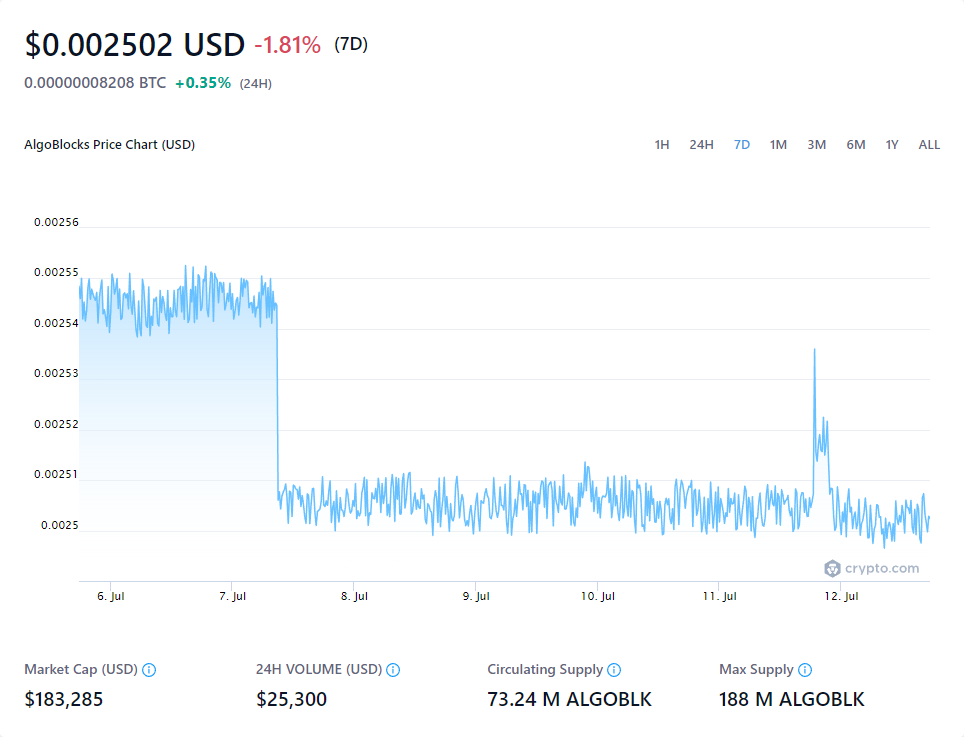 $0.002502 USD -1.81% (7D)
0.00000008208 BTC +0.35% (24H)
AlgoBlocks Price Chart (USD)
1H 24H 7D 1M 3M 6M 1Y ALL
0.00256
0.00255
0.00254
0.00253
0.00252
0.00251
0.0025
crypto.com
6. Jul 7. Jul 8. Jul 9. Jul 10. Jul 11. Jul 12. Jul
Market Cap (USD) 24H VOLUME (USD) Circulating Supply Max Supply
$183,285 $25,300 73.24 M ALGOBLK 188 M ALGOBLK